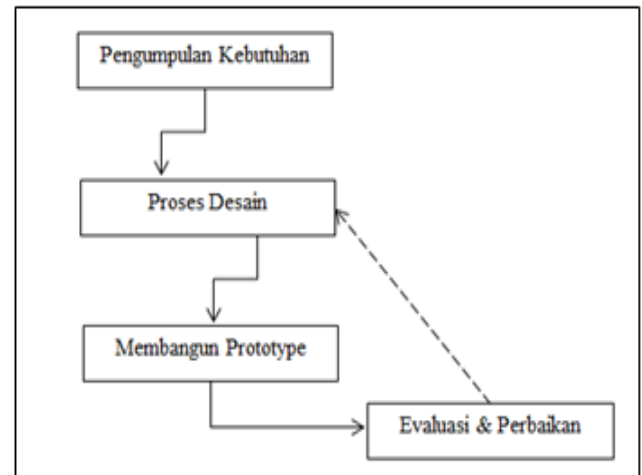 Pengumpulan Kebutuhan
Proses Desain
Membangun Prototype
Evaluasi & Perbaikan